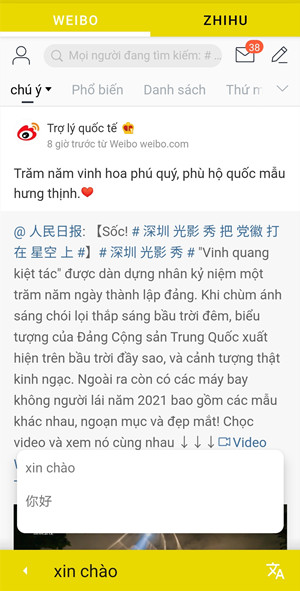 WEIBO ZHIHU
Mọi người đang tìm kiếm: # ...
38
chú ý Phổ biến Danh sách Thứ m
Trợ lý quốc tế
8 giờ trước từ Weibo weibo.com
Trăm năm vinh hoa phú quý, phù hộ quốc mẫu
hưng thịnh.
@ 人民日报: 【Sốc! # 深圳 光影 秀 把 党徽 打
在 星空 上 #】 # 深圳 光影 秀 # "Vinh quang
kiệt tác" được dàn dựng nhân kỷ niệm một
trăm năm ngày thành lập đảng. Khi chùm ánh
sáng chói lọi thắp sáng bầu trời đêm, biểu
tượng của Đảng Cộng sản Trung Quốc xuất
hiện trên bầu trời đầy sao, và cảnh tượng thật
kinh ngạc. Ngoài ra còn có các máy bay
không người lái năm 2021 bao gồm các mẫu
khác nhau, ngoạn mục và đẹp mắt! Chọc
video và xem nó cùng nhau ↓↓↓ Video
xin chào
你好
xin chào